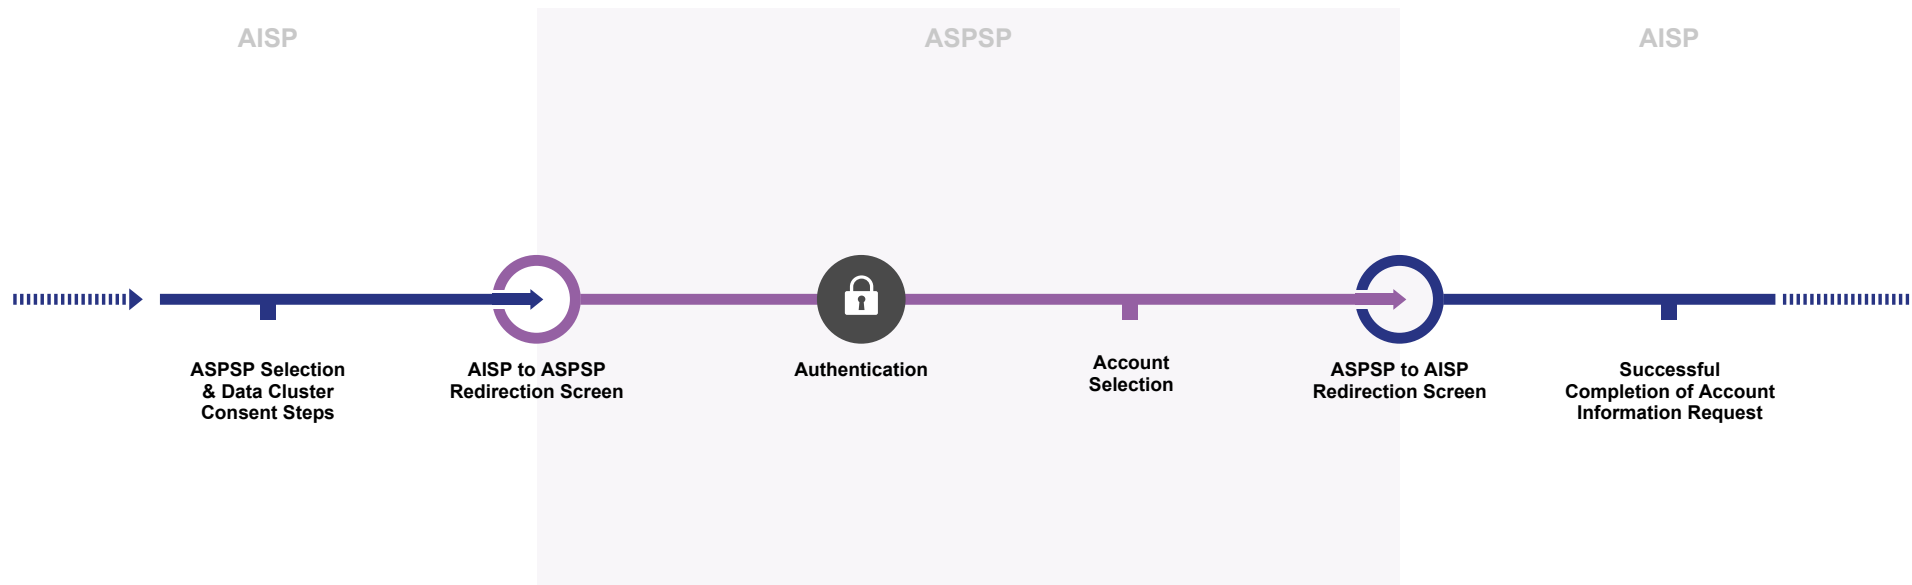 AISP
ASPSP
AISP
ASPSP Selection
& Data Cluster
Consent Steps
AISP to ASPSP
Redirection Screen
Authentication
Account
Selection
ASPSP to AISP
Redirection Screen
Successful
Completion of Account
Information Request